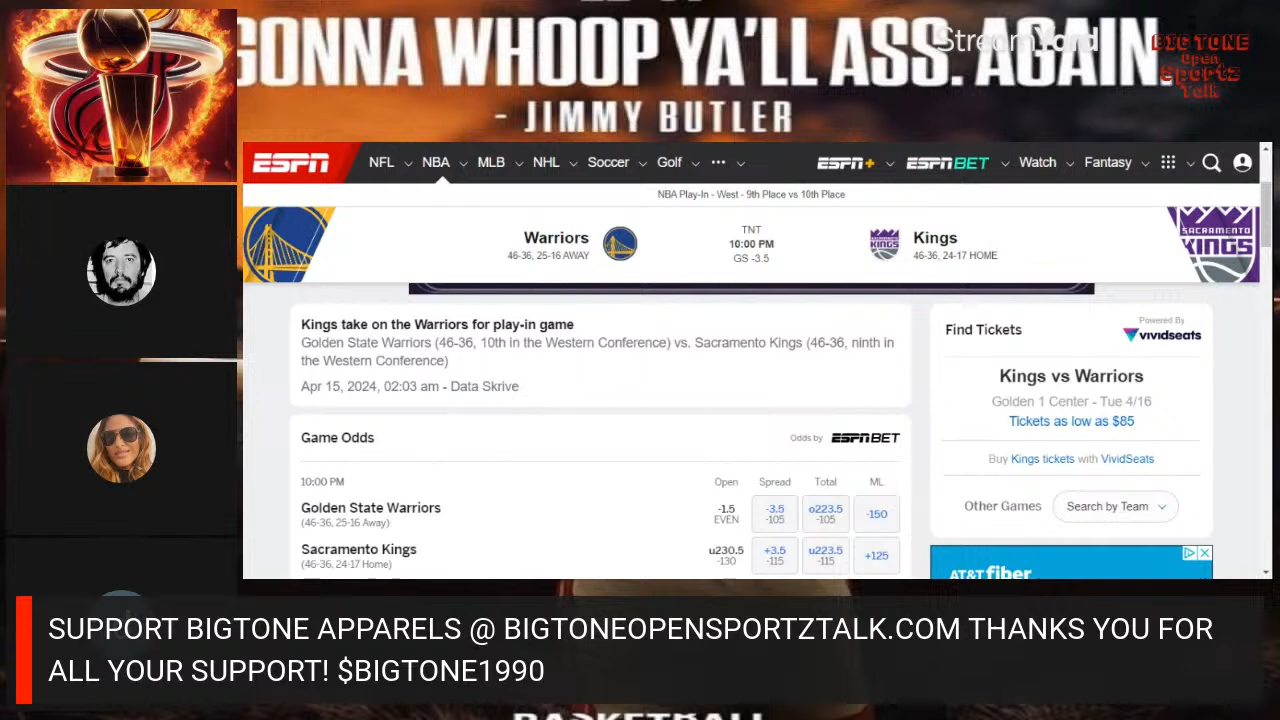 GONNA WHOOP YA'LL ASS. AGAIN.
- JIMMY BUTLER
StreamYard
BIG TONE
Open
Sportz
Talk
ESPN
NFL NBA MLB NHL Soccer Golf ... ESPN+ ESPN BET Watch Fantasy
NBA Play-In - West - 9th Place vs 10th Place
Warriors
46-36, 25-16 AWAY
TNT
10:00 PM
GS -3.5
Kings
46-36, 24-17 HOME
SACRAMENTO
KINGS
SACRAMENTO
KINGS
Kings take on the Warriors for play-in game
Golden State Warriors (46-36, 10th in the Western Conference) vs. Sacramento Kings (46-36, ninth in
the Western Conference)
Apr 15, 2024, 02:03 am - Data Skrive
Game Odds
Odds by ESPN BET
10:00 PM Open Spread Total ML
Golden State Warriors
(46-36, 25-16 Away)
-1.5
EVEN
-3.5
-105
o223.5
-105
-150
Sacramento Kings
(46-36, 24-17 Home)
u230.5
-130
+3.5
-115
u223.5
-115
+125
Find Tickets
Powered By
vividseats
Kings vs Warriors
Golden 1 Center - Tue 4/16
Tickets as low as $85
Buy Kings tickets with VividSeats
Other Games Search by Team
AT&T fiber
SUPPORT BIGTONE APPARELS @ BIGTONEOPENSPORTZTALK.COM THANKS YOU FOR
ALL YOUR SUPPORT! $BIGTONE1990
BASKETBALL